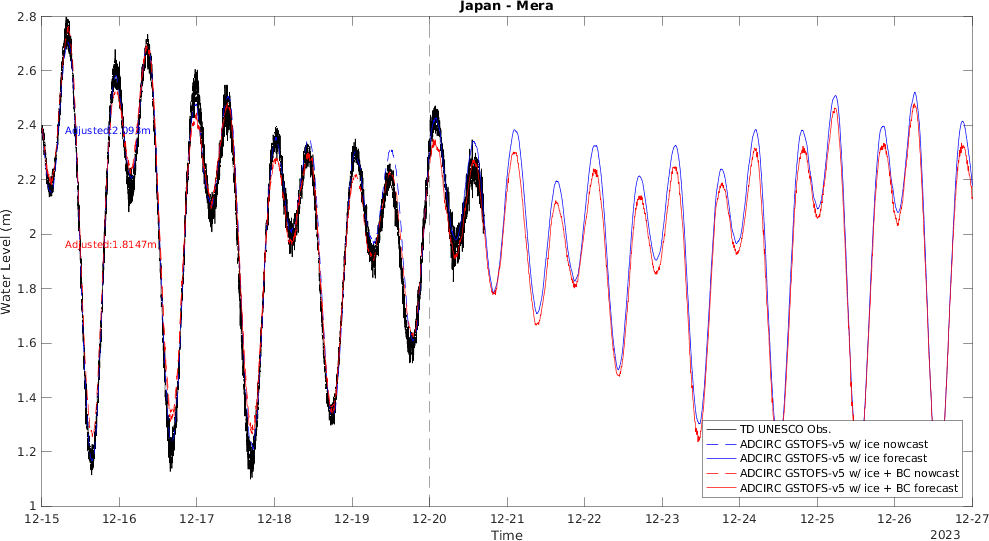 Japan - Mera
Water Level (m)
2.8
2.6
2.4
2.2
2
1.8
1.6
1.4
1.2
1
Adjusted:2.093m
Adjusted:1.8147m
TD UNESCO Obs.
ADCIRC GSTOFS-v5 w/ ice nowcast
ADCIRC GSTOFS-v5 w/ ice forecast
ADCIRC GSTOFS-v5 w/ ice + BC nowcast
ADCIRC GSTOFS-v5 w/ ice + BC forecast
12-15 12-16 12-17 12-18 12-19 12-20 12-21 12-22 12-23 12-24 12-25 12-26 12-27
Time
2023